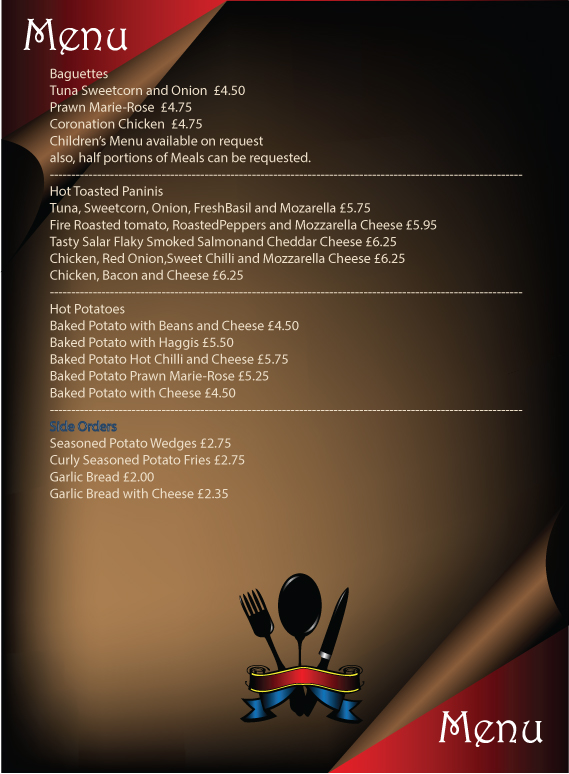 Menu
Baguettes
Tuna Sweetcorn and Onion  £4.50
Prawn Marie-Rose  £4.75
Coronation Chicken  £4.75
Children's Menu available on request
also, half portions of Meals can be requested.
Hot Toasted Paninis
Tuna, Sweetcorn, Onion, FreshBasil and Mozarella £5.75
Fire Roasted tomato, RoastedPeppers and Mozzarella Cheese £5.95
Tasty Salar Flaky Smoked Salmonand Cheddar Cheese £6.25
Chicken, Red Onion,Sweet Chilli and Mozzarella Cheese £6.25
Chicken, Bacon and Cheese £6.25
Hot Potatoes
Baked Potato with Beans and Cheese £4.50
Baked Potato with Haggis £5.50
Baked Potato Hot Chilli and Cheese £5.75
Baked Potato Prawn Marie-Rose £5.25
Baked Potato with Cheese £4.50
Side Orders
Seasoned Potato Wedges £2.75
Curly Seasoned Potato Fries £2.75
Garlic Bread £2.00
Garlic Bread with Cheese £2.35
Menu